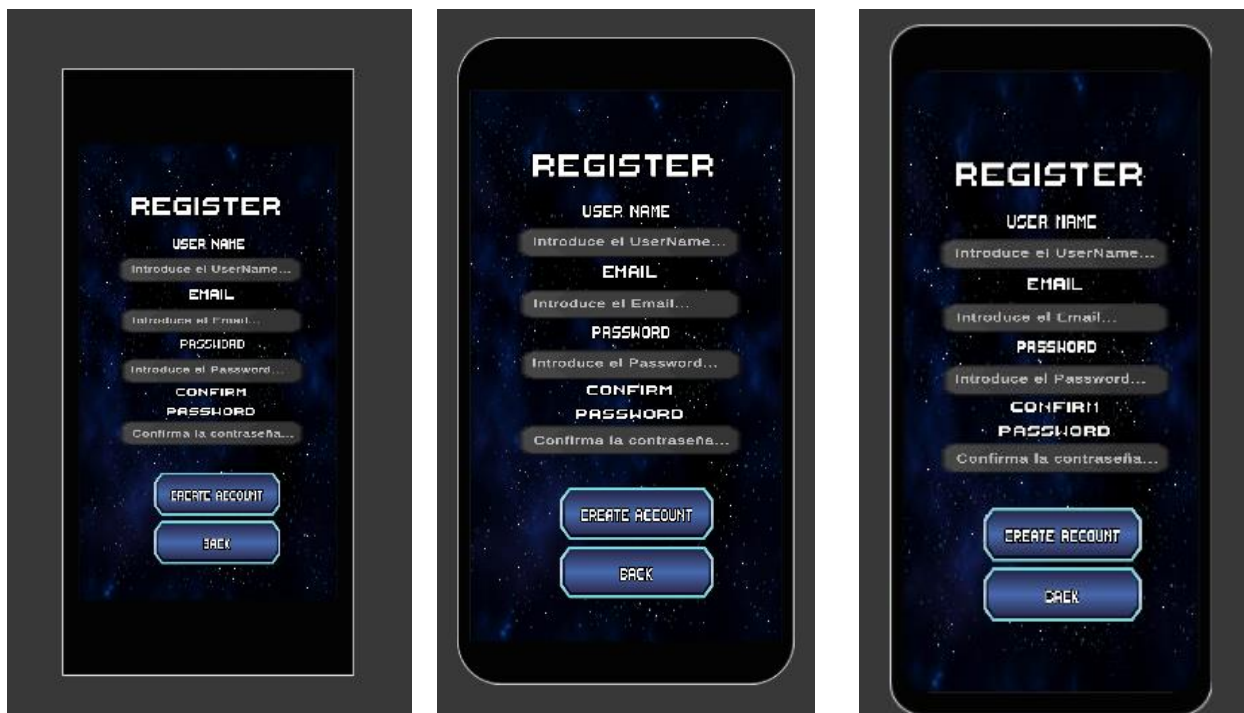 REGISTER
USER NAME
Introduce el UserName...
EMAIL
Introduce el Email...
PASSWORD
Introduce el Password...
CONFIRM
PASSWORD
Confirma la contraseña...
CREATE ACCOUNT
BACK
REGISTER
USER NAME
Introduce el UserName...
EMAIL
Introduce el Email...
PASSWORD
Introduce el Password...
CONFIRM
PASSWORD
Confirma la contraseña...
CREATE ACCOUNT
BACK
REGISTER
USER NAME
Introduce el UserName...
EMAIL
Introduce el Email...
PASSWORD
Introduce el Password...
CONFIRM
PASSWORD
Confirma la contraseña...
CREATE ACCOUNT
BACK